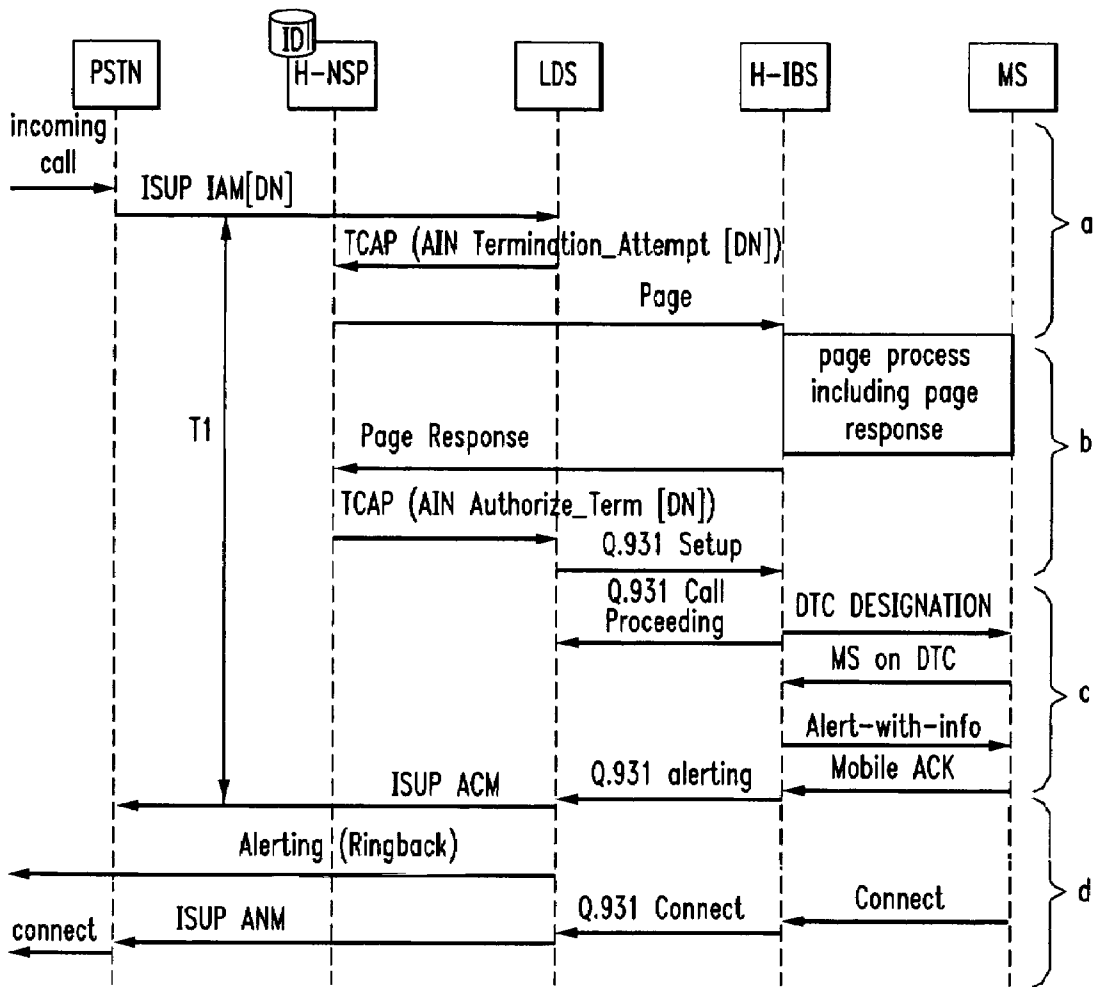 ID
PSTN
H-NSP
LDS
H-IBS
MS
incoming
call
ISUP IAM[DN]
a
TCAP (AIN Termination_Attempt [DN])
Page
page process
including page
response
T1
Page Response
b
TCAP (AIN Authorize_Term [DN])
Q.931 Setup
Q.931 Call
Proceeding
DTC DESIGNATION
MS on DTC
c
Alert-with-info
Mobile ACK
Q.931 alerting
ISUP ACM
Alerting (Ringback)
d
Connect
Q.931 Connect
ISUP ANM
connect